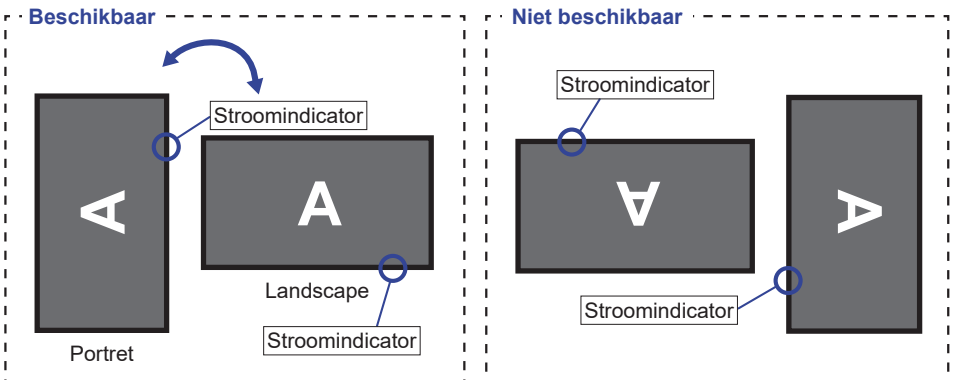 Beschikbaar
Stroomindicator
A
A
Landscape
Stroomindicator
Portret
Niet beschikbaar
Stroomindicator
A
A
Stroomindicator